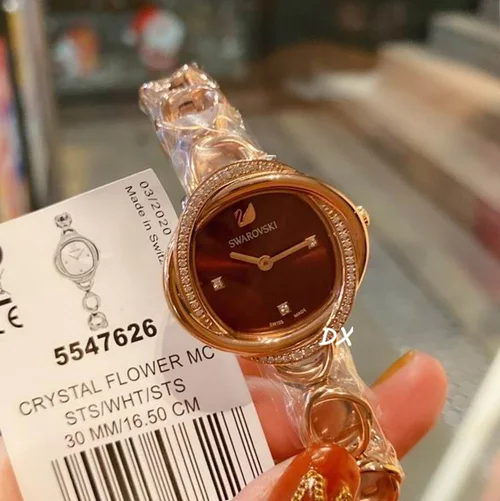 03/2020
Made in Switz
5547626
CRYSTAL FLOWER MC
STS/WHT/STS
30 MM/16.50 CM
CE
SWAROVSKI
SWISS MADE
DX